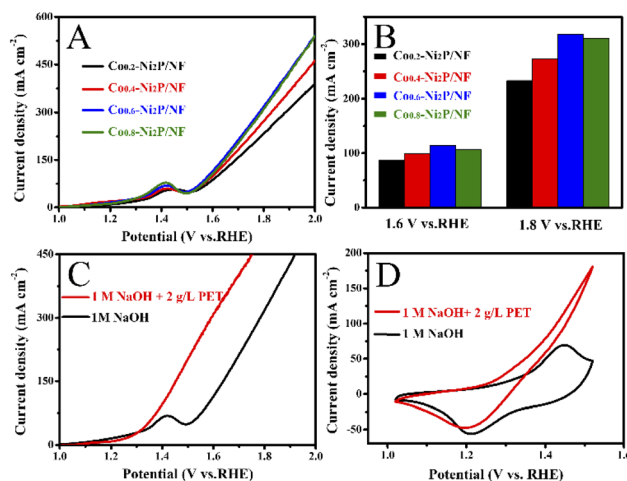 A
Current density (mA cm⁻²)
600
450
300
150
0
Co0.2-Ni2P/NF
Co0.4-Ni2P/NF
Co0.6-Ni2P/NF
Co0.8-Ni2P/NF
1.0 1.2 1.4 1.6 1.8 2.0
Potential (V vs.RHE)
B
Current density (mA cm⁻²)
300
200
100
0
Co0.2-Ni2P/NF
Co0.4-Ni2P/NF
Co0.6-Ni2P/NF
Co0.8-Ni2P/NF
1.6 V vs.RHE 1.8 V vs.RHE
C
Current density (mA cm⁻²)
450
300
150
0
1 M NaOH + 2 g/L PET
1M NaOH
1.0 1.2 1.4 1.6 1.8 2.0
Potential (V vs.RHE)
D
Current density (mA cm⁻²)
200
150
100
50
0
-50
1 M NaOH+ 2 g/L PET
1 M NaOH
1.0 1.2 1.4 1.6
Potential (V vs. RHE)